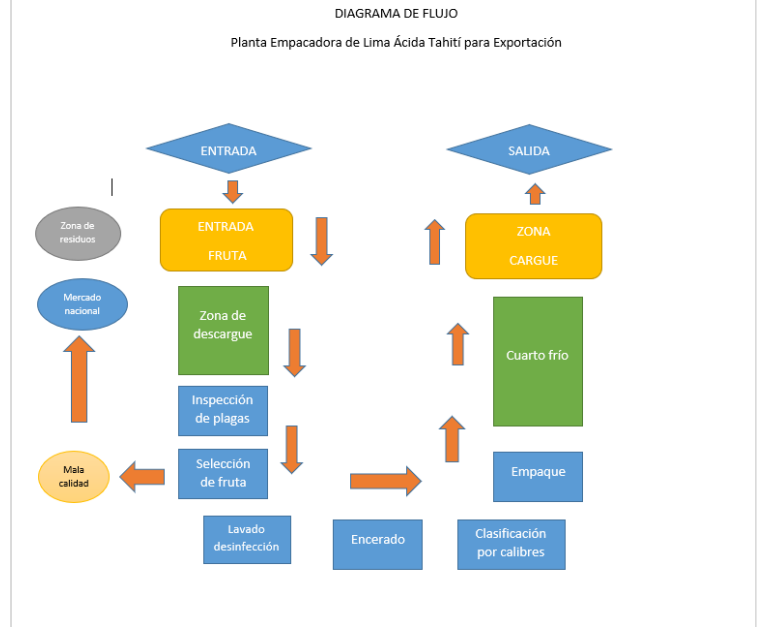 DIAGRAMA DE FLUJO
Planta Empacadora de Lima Ácida Tahití para Exportación
ENTRADA
SALIDA
ENTRADA
FRUTA
ZONA
CARGUE
Zona de
residuos
Mercado
nacional
Zona de
descargue
Cuarto frío
Inspección
de plagas
Selección
de fruta
Mala
calidad
Empaque
Lavado
desinfección
Encerado
Clasificación
por calibres